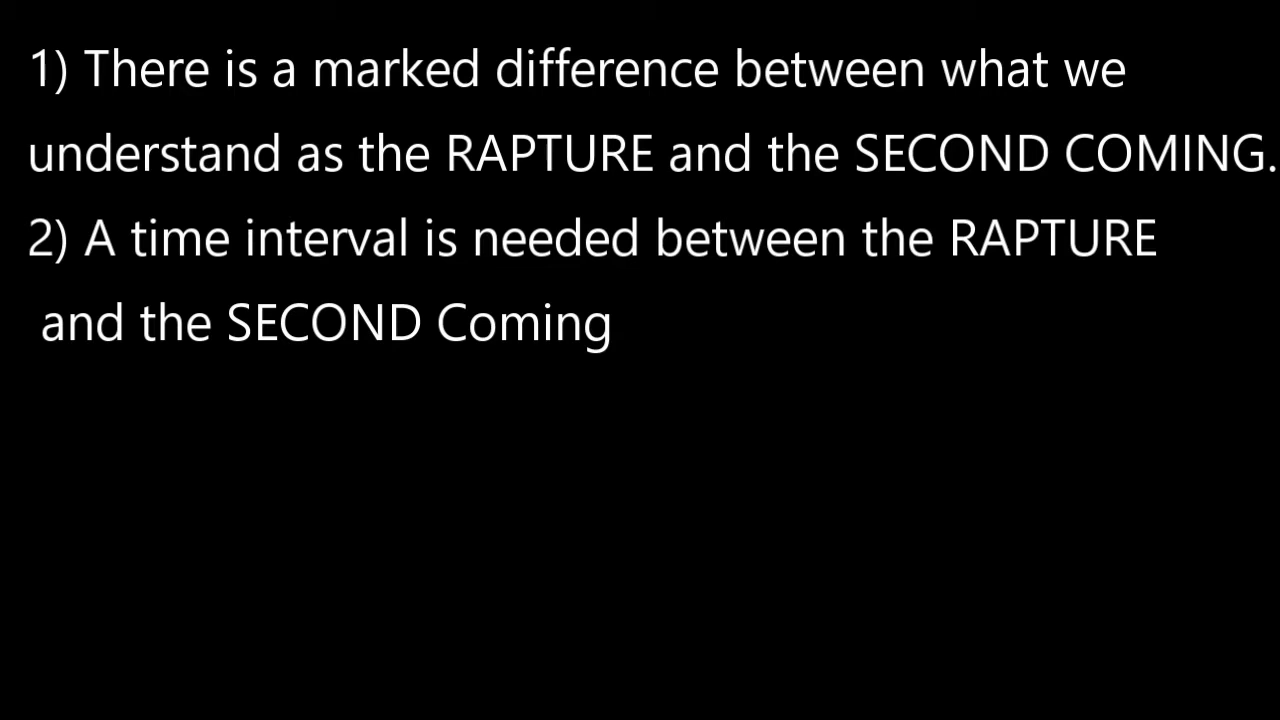 1) There is a marked difference between what we
understand as the RAPTURE and the SECOND COMING.
2) A time interval is needed between the RAPTURE
and the SECOND Coming